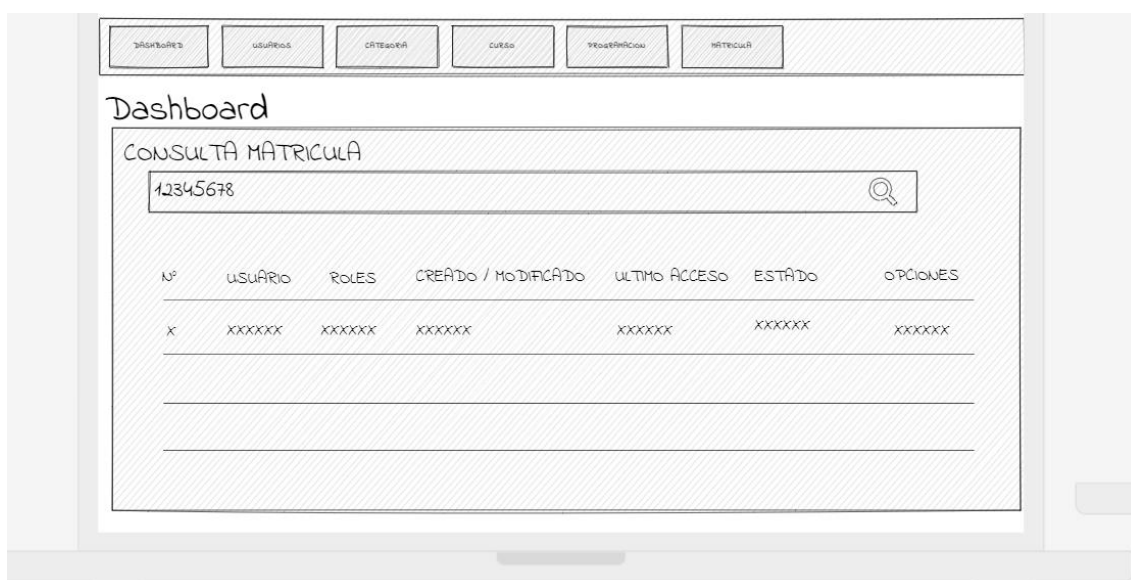 DASHBOARD USUARIOS CATEGORIA CURSO PROGRAMACION MATRICULA
Dashboard
CONSULTA MATRICULA
12345678
N° USUARIO ROLES CREADO / MODIFICADO ULTIMO ACCESO ESTADO OPCIONES
X XXXXXX XXXXXX XXXXXX XXXXXX XXXXXX XXXXXX